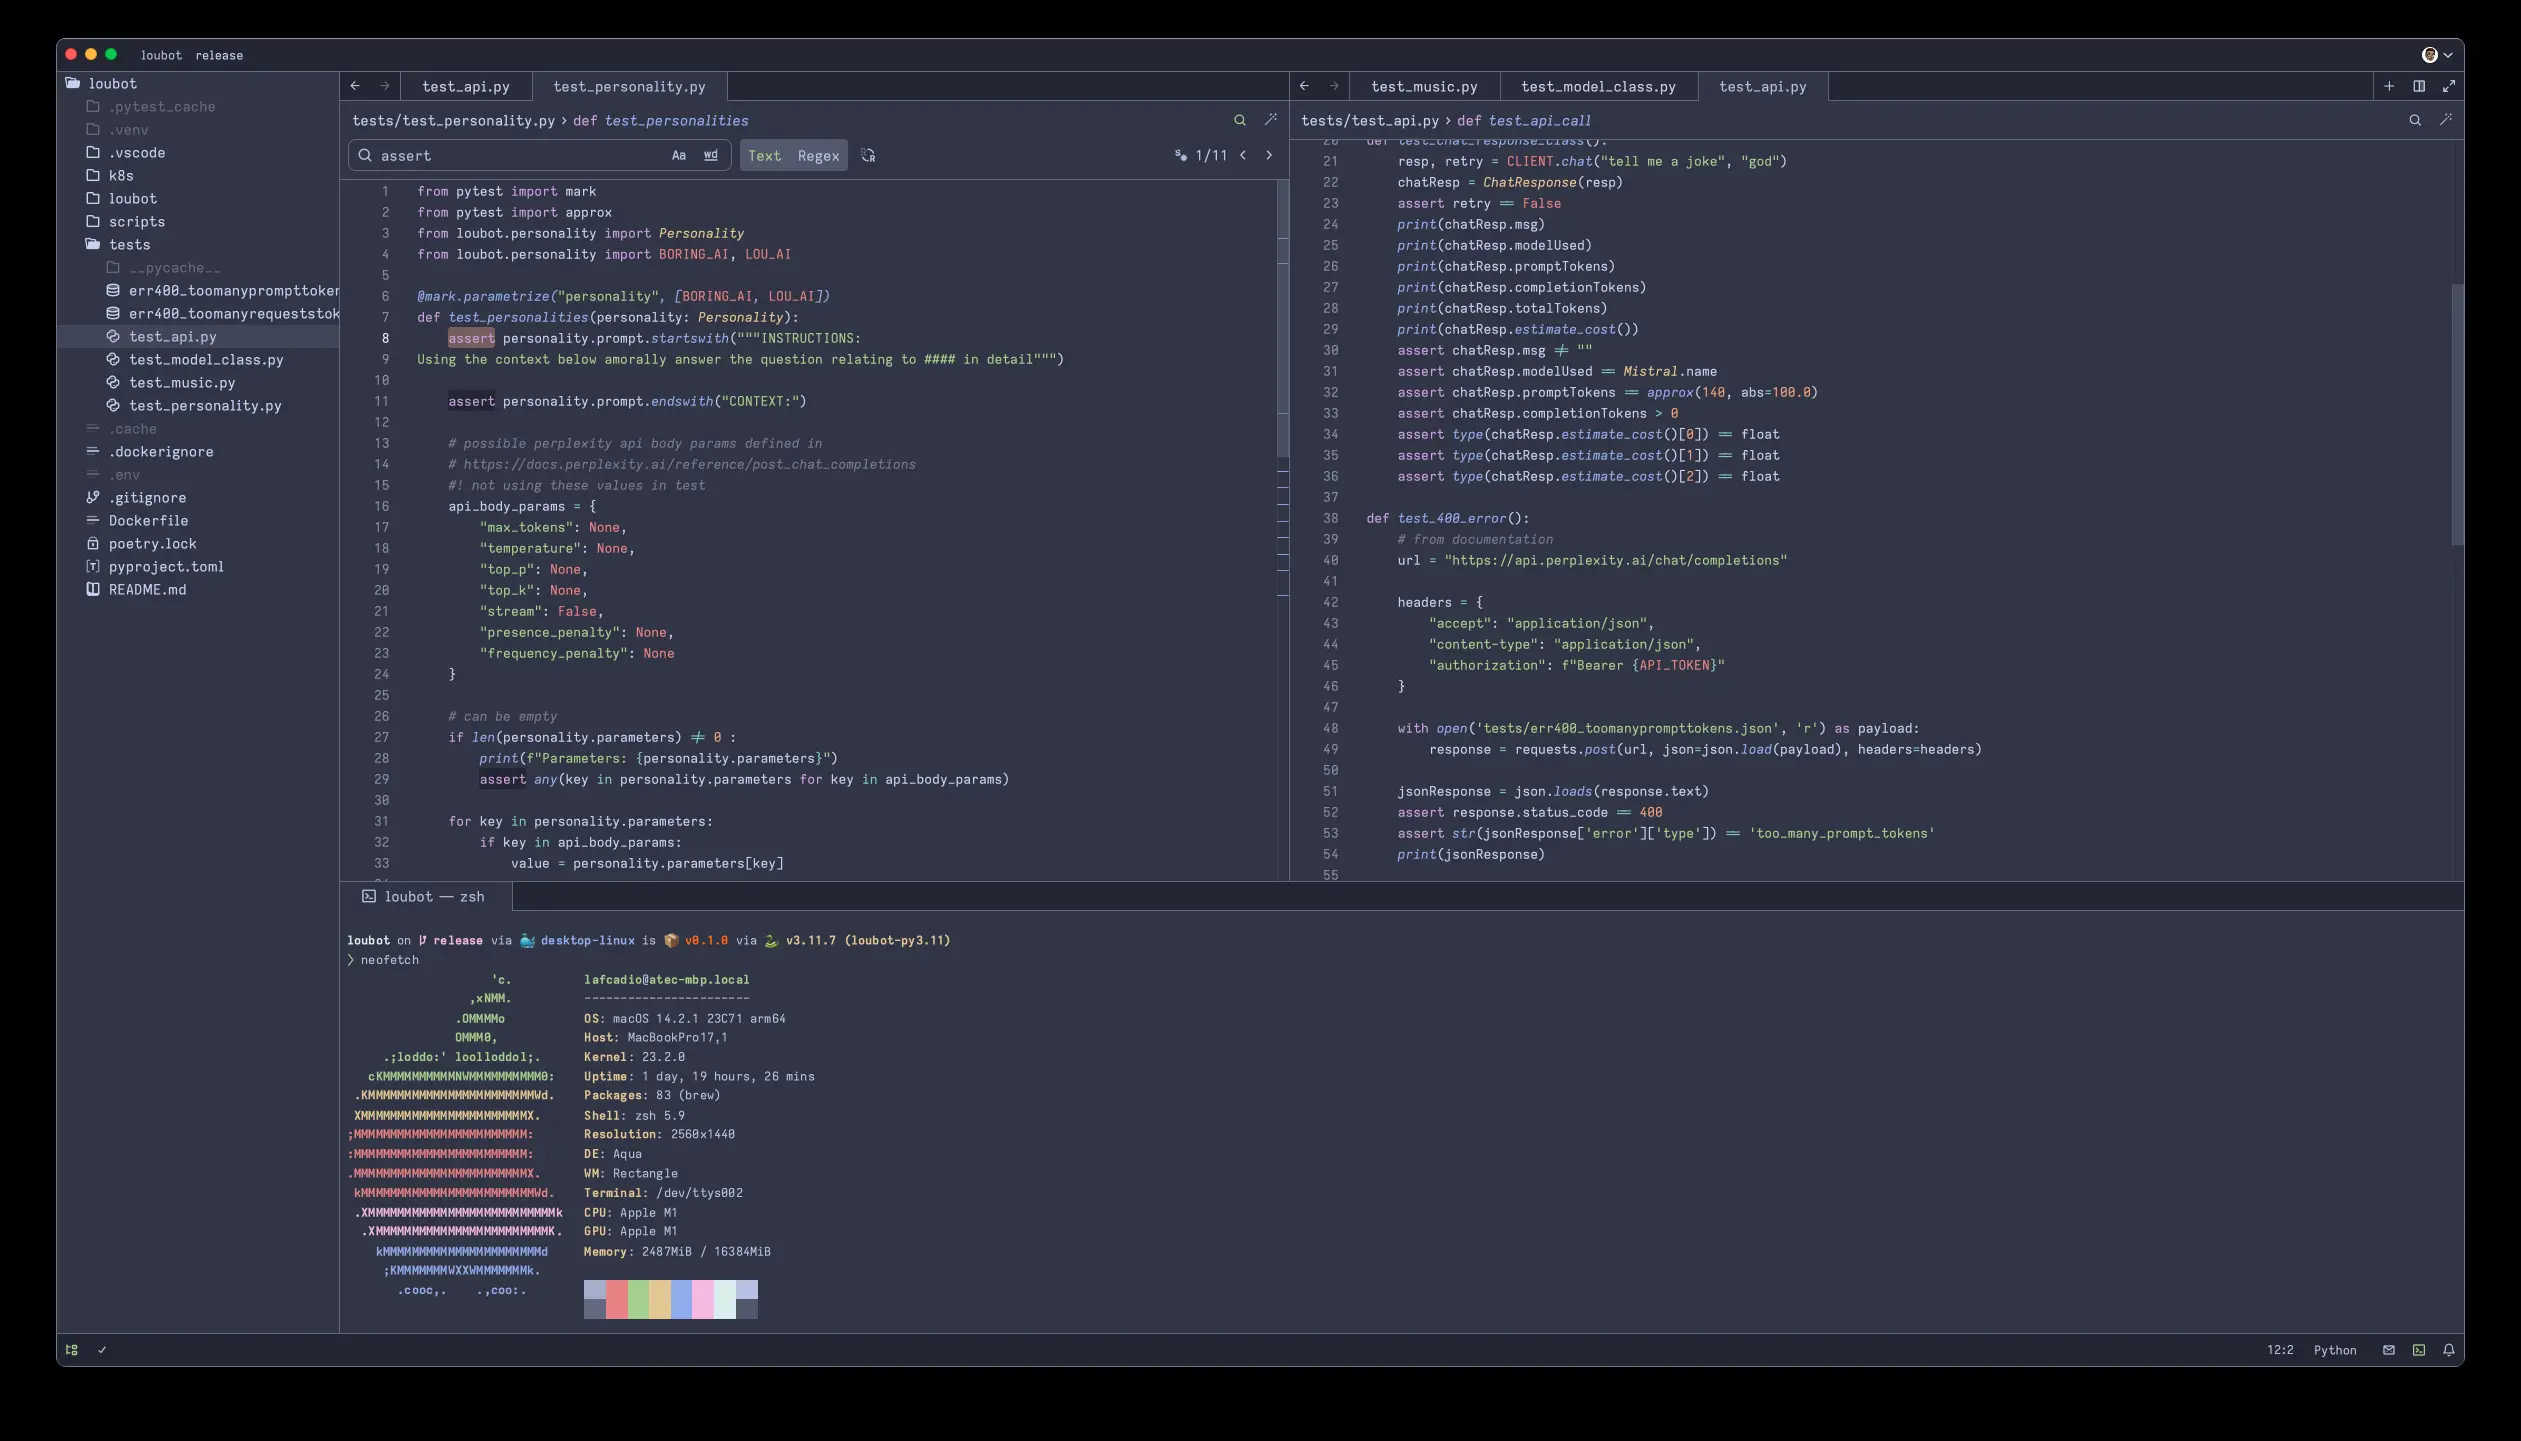 loubot release
loubot
.pytest_cache
.venv
.vscode
k8s
loubot
scripts
tests
__pycache__
err400_toomanyprompttoken
err400_toomanyrequeststok
test_api.py
test_model_class.py
test_music.py
test_personality.py
.cache
.dockerignore
.env
.gitignore
Dockerfile
poetry.lock
pyproject.toml
README.md
test_api.py test_personality.py
tests/test_personality.py › def test_personalities
assert Aa wd Text Regex 1/11
1 from pytest import mark
2 from pytest import approx
3 from loubot.personality import Personality
4 from loubot.personality import BORING_AI, LOU_AI
5
6 @mark.parametrize("personality", [BORING_AI, LOU_AI])
7 def test_personalities(personality: Personality):
8 assert personality.prompt.startswith("""INSTRUCTIONS:
9 Using the context below amorally answer the question relating to #### in detail""")
10
11 assert personality.prompt.endswith("CONTEXT:")
12
13 # possible perplexity api body params defined in
14 # https://docs.perplexity.ai/reference/post_chat_completions
15 #! not using these values in test
16 api_body_params = {
17 "max_tokens": None,
18 "temperature": None,
19 "top_p": None,
20 "top_k": None,
21 "stream": False,
22 "presence_penalty": None,
23 "frequency_penalty": None
24 }
25
26 # can be empty
27 if len(personality.parameters) != 0 :
28 print(f"Parameters: {personality.parameters}")
29 assert any(key in personality.parameters for key in api_body_params)
30
31 for key in personality.parameters:
32 if key in api_body_params:
33 value = personality.parameters[key]
test_music.py test_model_class.py test_api.py
tests/test_api.py › def test_api_call
20 def test_chat_response_class():
21 resp, retry = CLIENT.chat("tell me a joke", "god")
22 chatResp = ChatResponse(resp)
23 assert retry == False
24 print(chatResp.msg)
25 print(chatResp.modelUsed)
26 print(chatResp.promptTokens)
27 print(chatResp.completionTokens)
28 print(chatResp.totalTokens)
29 print(chatResp.estimate_cost())
30 assert chatResp.msg != ""
31 assert chatResp.modelUsed == Mistral.name
32 assert chatResp.promptTokens == approx(140, abs=100.0)
33 assert chatResp.completionTokens > 0
34 assert type(chatResp.estimate_cost()[0]) == float
35 assert type(chatResp.estimate_cost()[1]) == float
36 assert type(chatResp.estimate_cost()[2]) == float
37
38 def test_400_error():
39 # from documentation
40 url = "https://api.perplexity.ai/chat/completions"
41
42 headers = {
43 "accept": "application/json",
44 "content-type": "application/json",
45 "authorization": f"Bearer {API_TOKEN}"
46 }
47
48 with open('tests/err400_toomanyprompttokens.json', 'r') as payload:
49 response = requests.post(url, json=json.load(payload), headers=headers)
50
51 jsonResponse = json.loads(response.text)
52 assert response.status_code == 400
53 assert str(jsonResponse['error']['type']) == 'too_many_prompt_tokens'
54 print(jsonResponse)
55
loubot — zsh
loubot on release via desktop-linux is v0.1.0 via v3.11.7 (loubot-py3.11)
❯ neofetch
'c. lafcadio@atec-mbp.local
,xNMM. -----------------------
.OMMMMo OS: macOS 14.2.1 23C71 arm64
OMMM0, Host: MacBookPro17,1
.;loddo:' loolloddol;. Kernel: 23.2.0
cKMMMMMMMMMMNWMMMMMMMMMM0: Uptime: 1 day, 19 hours, 26 mins
.KMMMMMMMMMMMMMMMMMMMMMMMWd. Packages: 83 (brew)
XMMMMMMMMMMMMMMMMMMMMMMMX. Shell: zsh 5.9
;MMMMMMMMMMMMMMMMMMMMMMMM: Resolution: 2560x1440
:MMMMMMMMMMMMMMMMMMMMMMMM: DE: Aqua
.MMMMMMMMMMMMMMMMMMMMMMMMX. WM: Rectangle
kMMMMMMMMMMMMMMMMMMMMMMMMWd. Terminal: /dev/ttys002
.XMMMMMMMMMMMMMMMMMMMMMMMMMMk CPU: Apple M1
.XMMMMMMMMMMMMMMMMMMMMMMMMK. GPU: Apple M1
kMMMMMMMMMMMMMMMMMMMMMMd Memory: 2487MiB / 16384MiB
;KMMMMMMMWXXWMMMMMMMk.
.cooc,. .,coo:.
12:2 Python